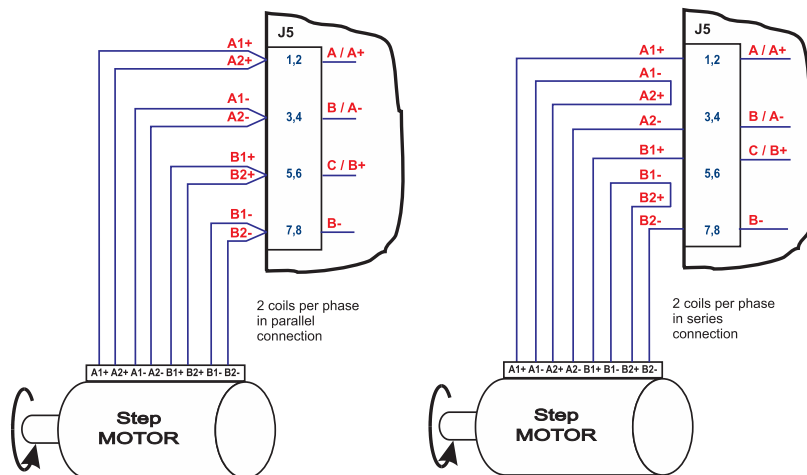 J5
A1+
A2+
1,2
A / A+
A1-
A2-
3,4
B / A-
B1+
B2+
5,6
C / B+
B1-
B2-
7,8
B-
2 coils per phase
in parallel
connection
A1+ A2+ A1- A2- B1+ B2+ B1- B2-
Step
MOTOR
J5
A1+
1,2
A / A+
A1-
A2+
3,4
B / A-
A2-
B1+
C / B+
B1-
5,6
B2+
B2-
7,8
B-
2 coils per phase
in series
connection
A1+ A1- A2+ A2- B1+ B1- B2+ B2-
Step
MOTOR